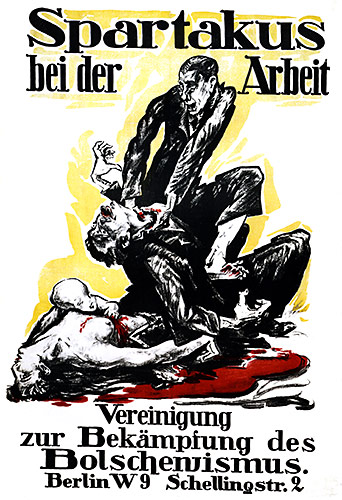 Spartakus
bei der Arbeit
Vereinigung
zur Bekämpfung des
Bolschewismus.
Berlin W 9 Schellingstr. 2